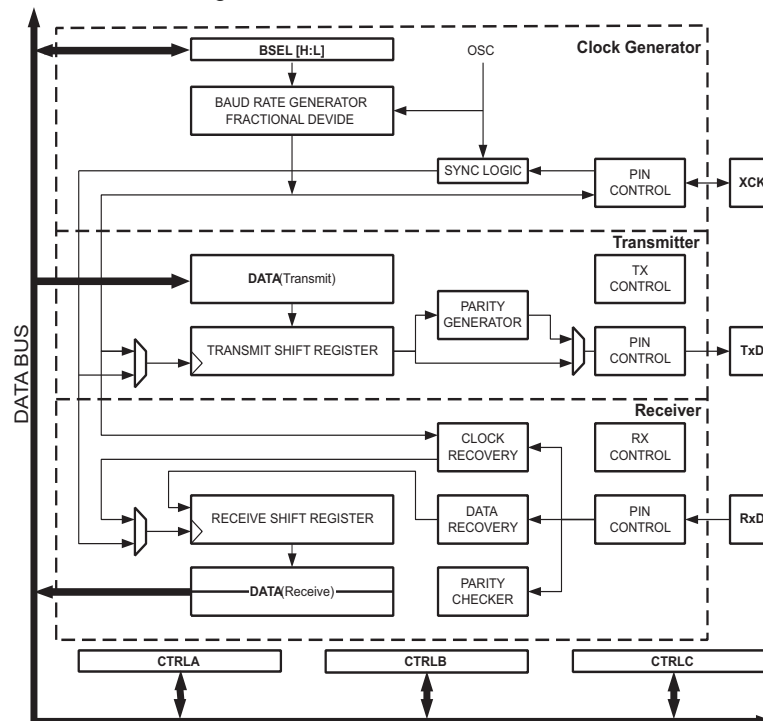 BSEL [H:L]
OSC
Clock Generator
BAUD RATE GENERATOR
FRACTIONAL DEVIDE
SYNC LOGIC
PIN
CONTROL
XCK
Transmitter
DATA(Transmit)
TX
CONTROL
PARITY
GENERATOR
TRANSMIT SHIFT REGISTER
PIN
CONTROL
TxD
DATA BUS
Receiver
CLOCK
RECOVERY
RX
CONTROL
RECEIVE SHIFT REGISTER
DATA
RECOVERY
PIN
CONTROL
RxD
DATA(Receive)
PARITY
CHECKER
CTRLA
CTRLB
CTRLC